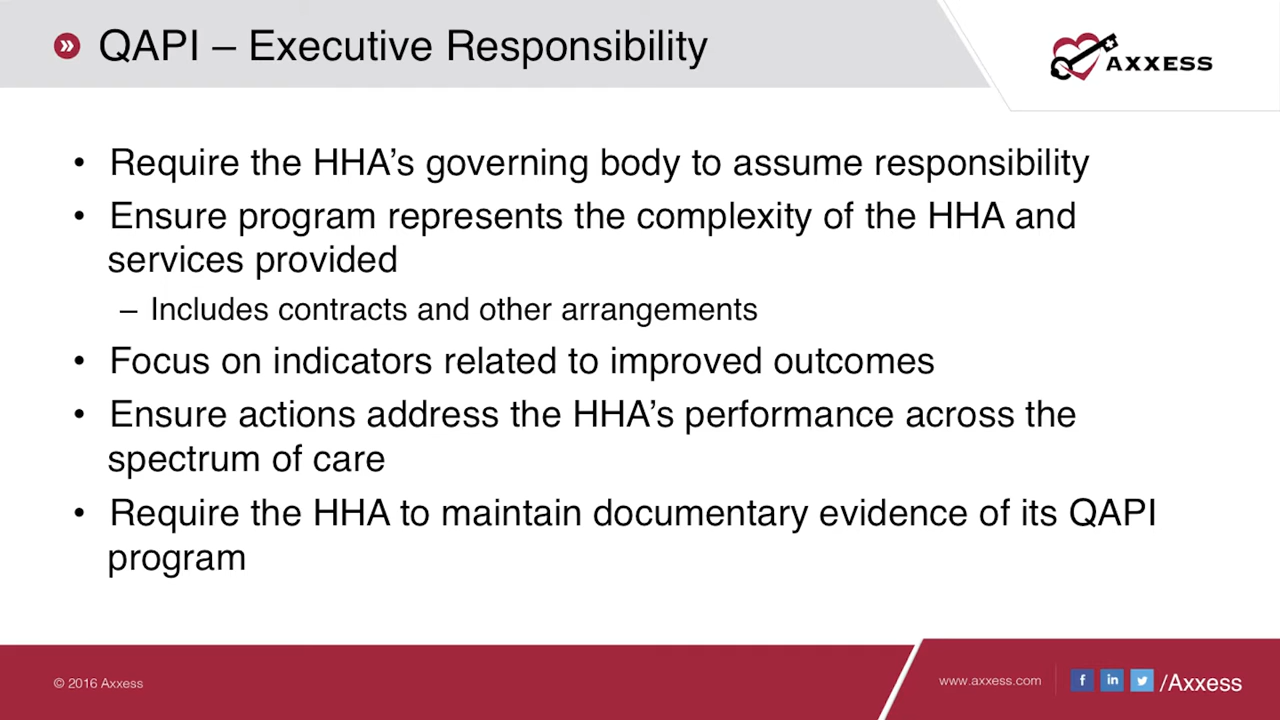 QAPI – Executive Responsibility
AXXESS
• Require the HHA’s governing body to assume responsibility
• Ensure program represents the complexity of the HHA and
services provided
– Includes contracts and other arrangements
• Focus on indicators related to improved outcomes
• Ensure actions address the HHA’s performance across the
spectrum of care
• Require the HHA to maintain documentary evidence of its QAPI
program
© 2016 Axxess
www.axxess.com
/Axxess